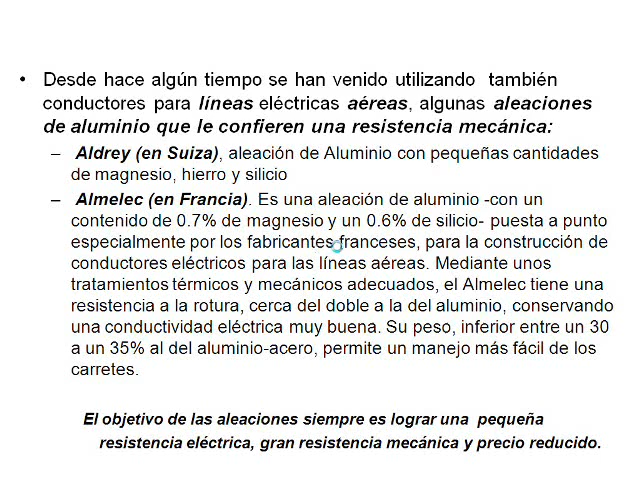 • Desde hace algún tiempo se han venido utilizando también
conductores para líneas eléctricas aéreas, algunas aleaciones
de aluminio que le confieren una resistencia mecánica:
– Aldrey (en Suiza), aleación de Aluminio con pequeñas cantidades
de magnesio, hierro y silicio
– Almelec (en Francia). Es una aleación de aluminio -con un
contenido de 0.7% de magnesio y un 0.6% de silicio- puesta a punto
especialmente por los fabricantes franceses, para la construcción de
conductores eléctricos para las líneas aéreas. Mediante unos
tratamientos térmicos y mecánicos adecuados, el Almelec tiene una
resistencia a la rotura, cerca del doble a la del aluminio, conservando
una conductividad eléctrica muy buena. Su peso, inferior entre un 30
a un 35% al del aluminio-acero, permite un manejo más fácil de los
carretes.
El objetivo de las aleaciones siempre es lograr una pequeña
resistencia eléctrica, gran resistencia mecánica y precio reducido.